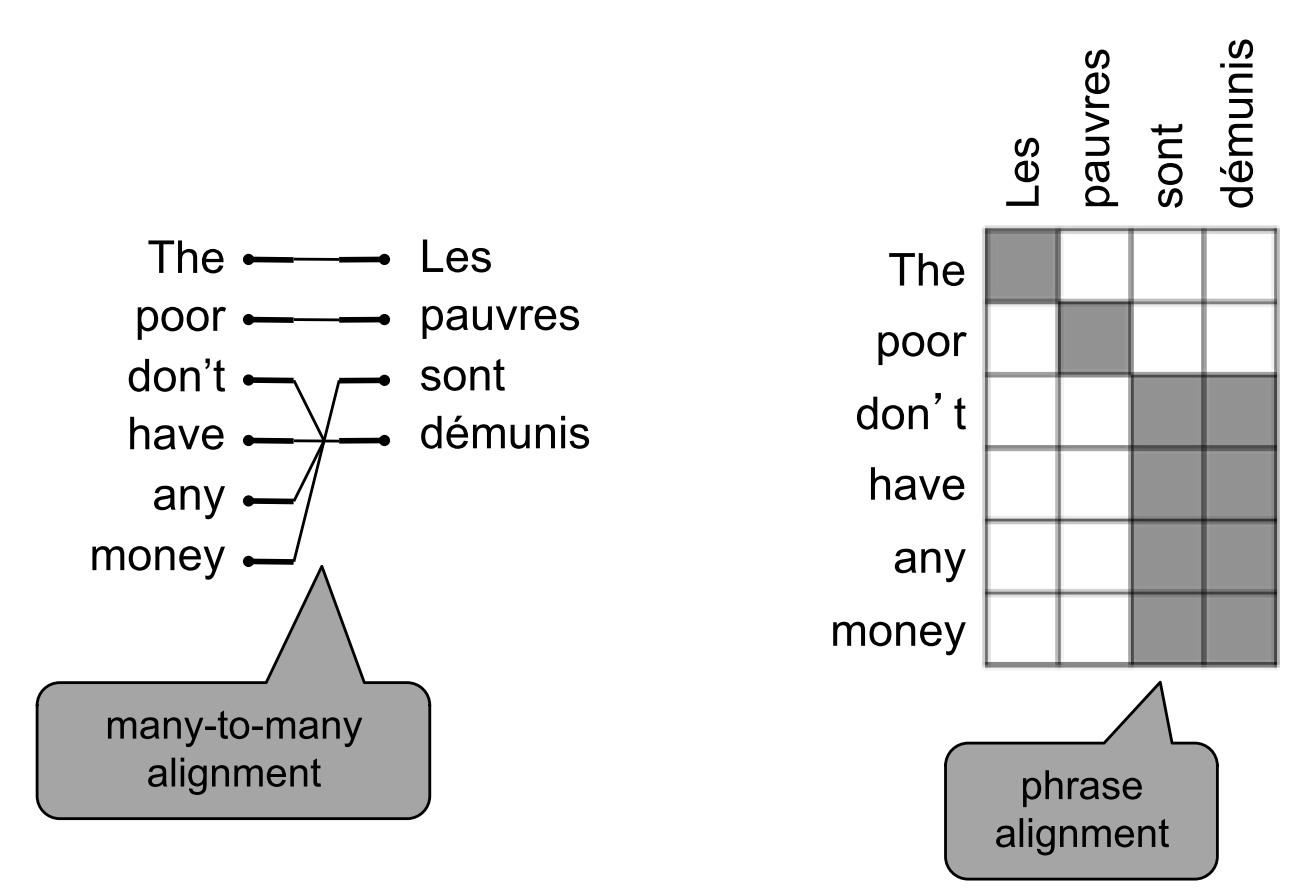 The
Les
poor
pauvres
don’t
sont
have
démunis
any
money
many-to-many
alignment
Les
pauvres
sont
démunis
The
poor
don’ t
have
any
money
phrase
alignment